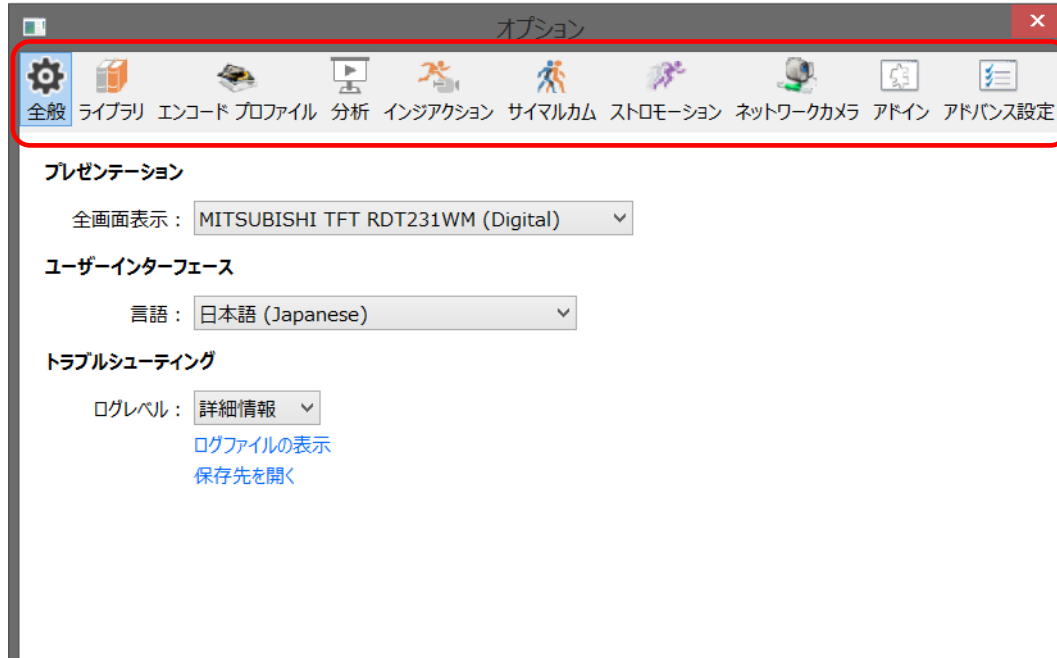 オプション
全般 ライブラリ エンコード プロファイル 分析 インジアクション サイマルカム ストロモーション ネットワークカメラ アドイン アドバンス設定
プレゼンテーション
全画面表示： MITSUBISHI TFT RDT231WM (Digital)
ユーザーインターフェース
言語： 日本語 (Japanese)
トラブルシューティング
ログレベル： 詳細情報
ログファイルの表示
保存先を開く